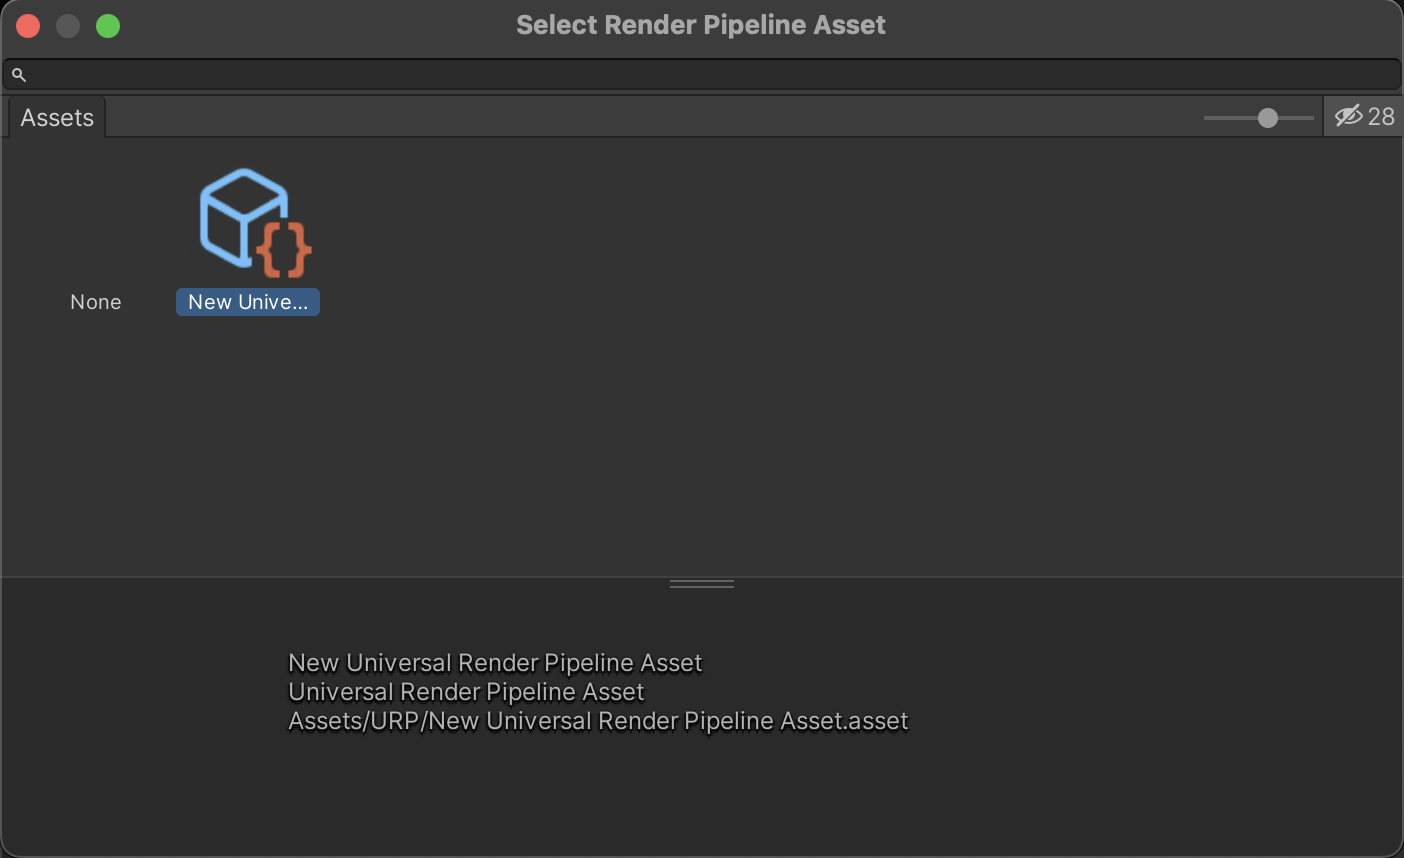 Select Render Pipeline Asset
Assets
28
None
New Unive...
New Universal Render Pipeline Asset
Universal Render Pipeline Asset
Assets/URP/New Universal Render Pipeline Asset.asset